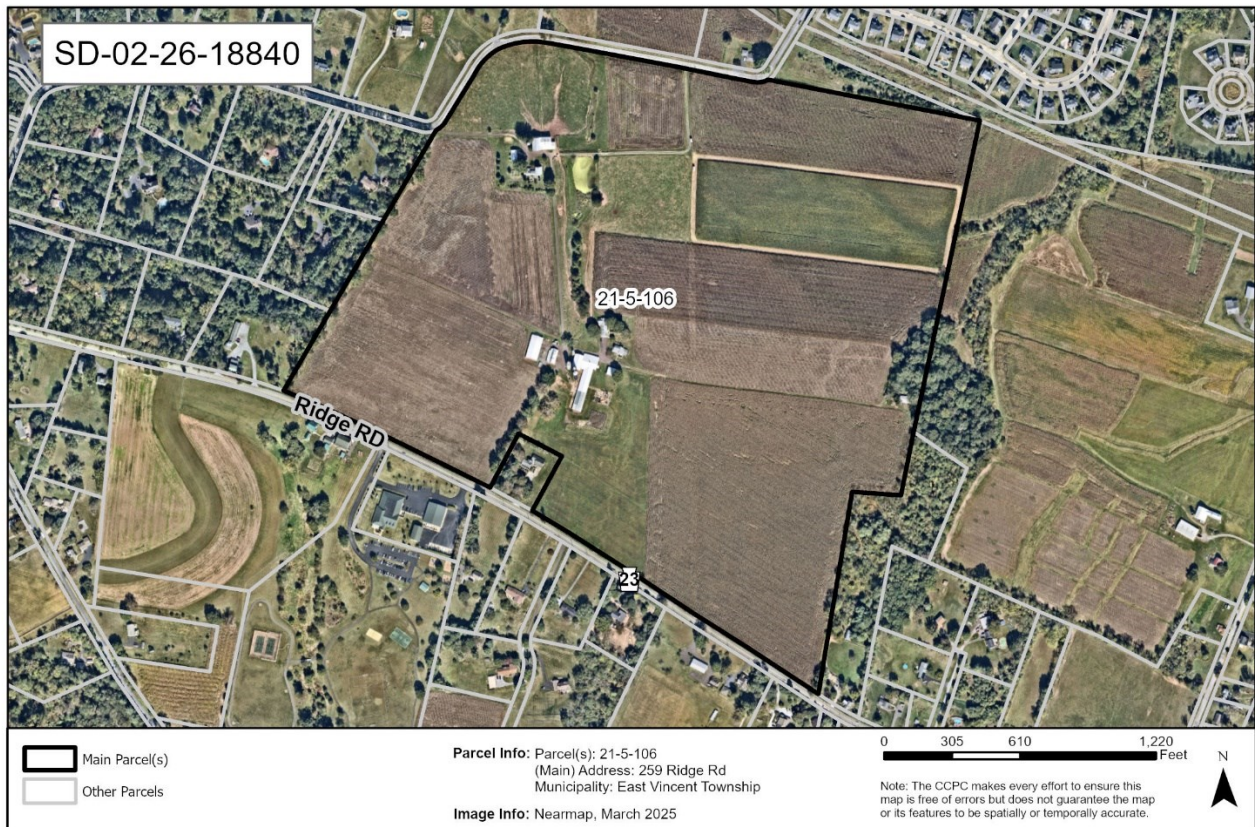 SD-02-26-18840
21-5-106
Ridge RD
23
Main Parcel(s)
Other Parcels
Parcel Info: Parcel(s): 21-5-106
(Main) Address: 259 Ridge Rd
Municipality: East Vincent Township
Image Info: Nearmap, March 2025
0 305 610 1,220
Feet
N
Note: The CCPC makes every effort to ensure this
map is free of errors but does not guarantee the map
or its features to be spatially or temporally accurate.